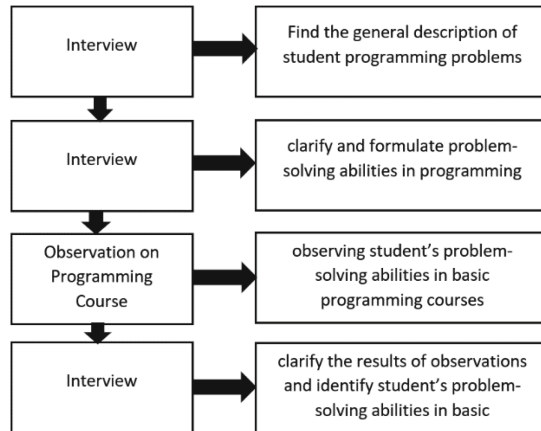 Interview
Find the general description of
student programming problems
Interview
clarify and formulate problem-
solving abilities in programming
Observation on
Programming
Course
observing student's problem-
solving abilities in basic
programming courses
Interview
clarify the results of observations
and identify student's problem-
solving abilities in basic